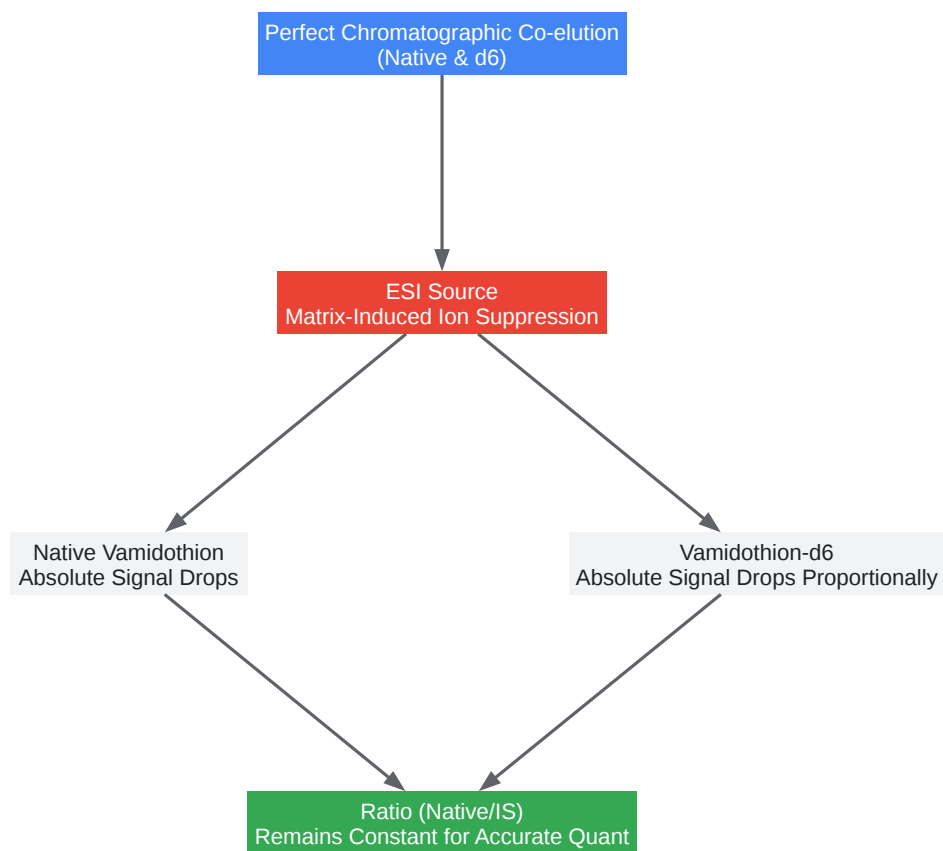 Perfect Chromatographic Co-elution
(Native & d6)
ESI Source
Matrix-Induced Ion Suppression
Native Vamidothion
Absolute Signal Drops
Vamidothion-d6
Absolute Signal Drops Proportionally
Ratio (Native/IS)
Remains Constant for Accurate Quant